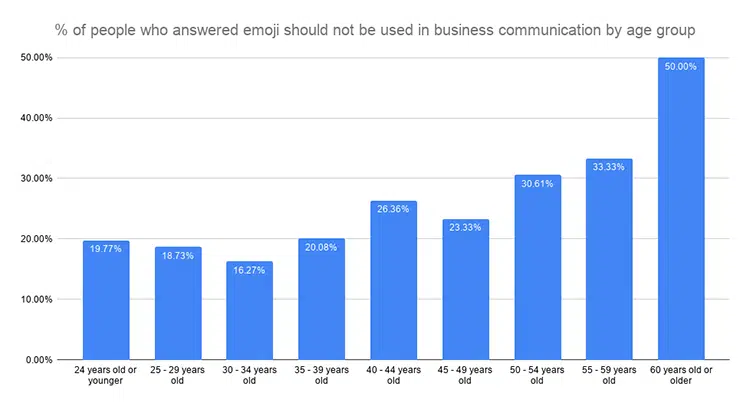 % of people who answered emoji should not be used in business communication by age group
50.00%
40.00%
30.00%
20.00%
10.00%
0.00%
19.77%
18.73%
16.27%
20.08%
26.36%
23.33%
30.61%
33.33%
50.00%
24 years old or
younger
25 - 29 years
old
30 - 34 years
old
35 - 39 years
old
40 - 44 years
old
45 - 49 years
old
50 - 54 years
old
55 - 59 years
old
60 years old or
older